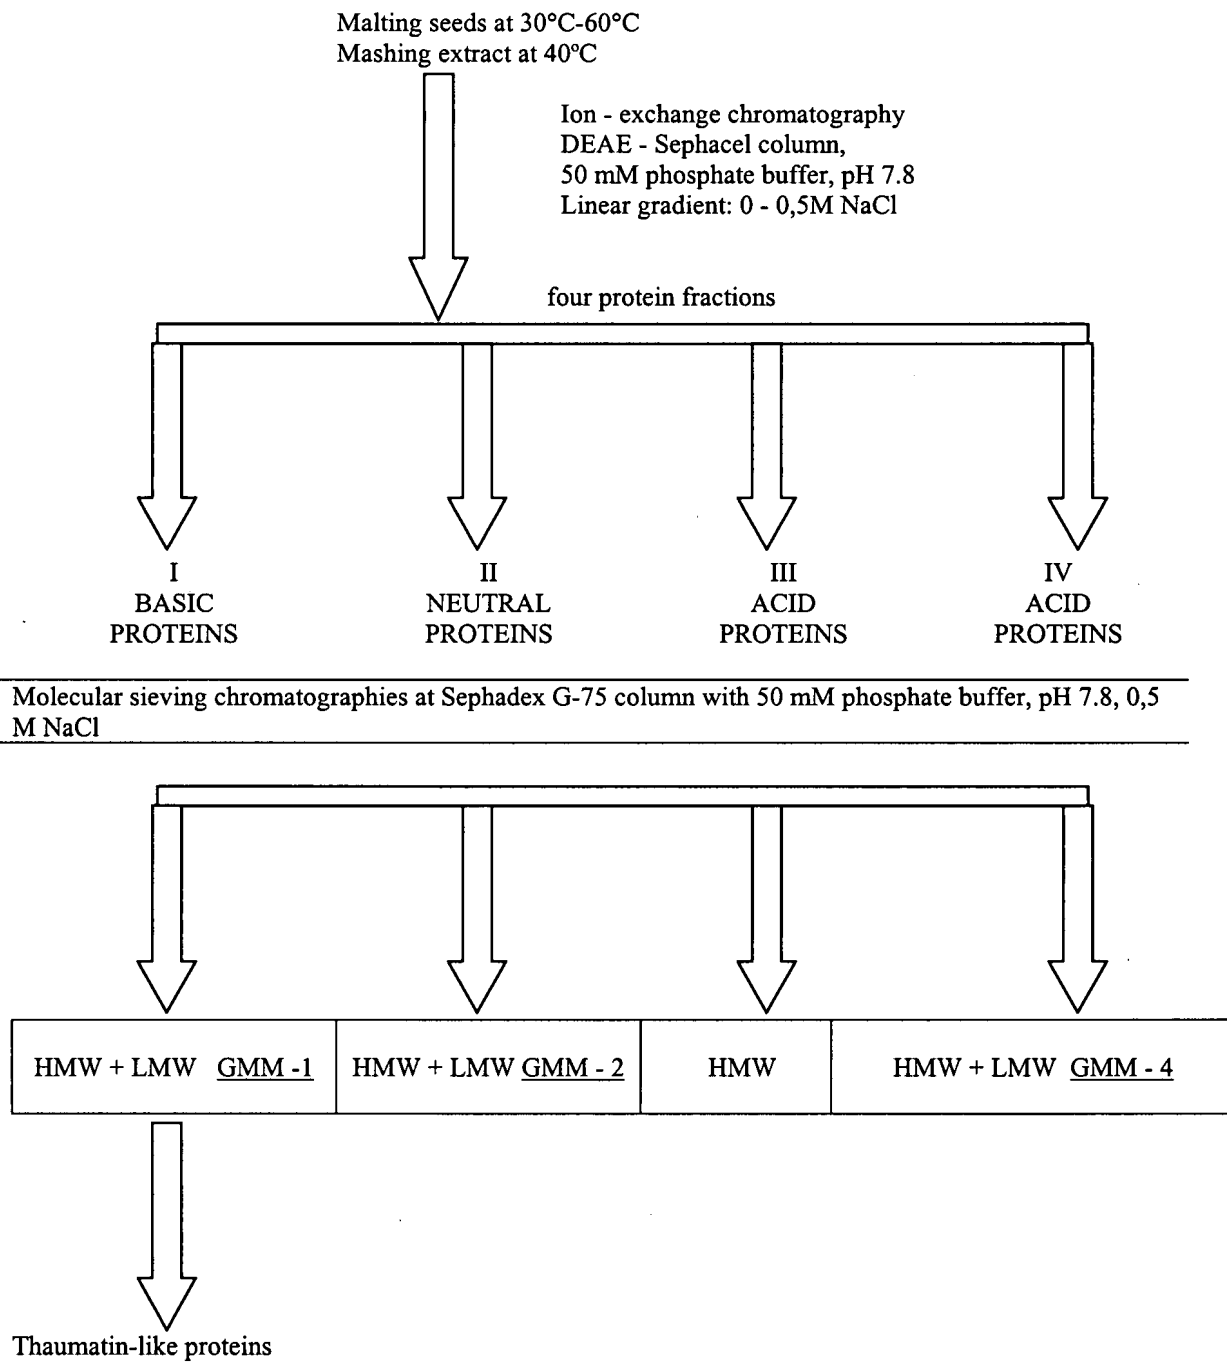 Malting seeds at 30°C-60°C
Mashing extract at 40°C
Ion - exchange chromatography
DEAE - Sephacel column,
50 mM phosphate buffer, pH 7.8
Linear gradient: 0 - 0,5M NaCl
four protein fractions
I
BASIC
PROTEINS
II
NEUTRAL
PROTEINS
III
ACID
PROTEINS
IV
ACID
PROTEINS
Molecular sieving chromatographies at Sephadex G-75 column with 50 mM phosphate buffer, pH 7.8, 0,5
M NaCl
HMW + LMW GMM -1
HMW + LMW GMM - 2
HMW
HMW + LMW GMM - 4
Thaumatin-like proteins